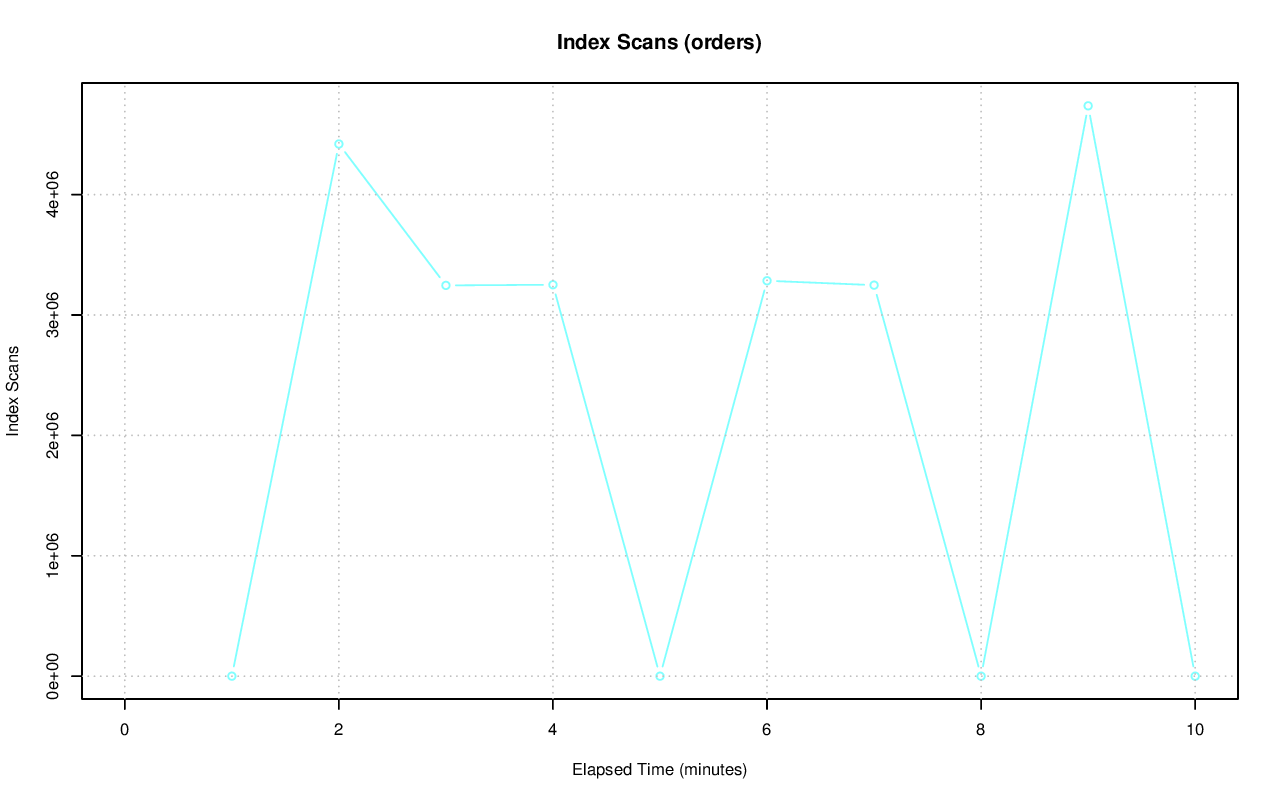 Index Scans (orders)
Index Scans
4e+06
3e+06
2e+06
1e+06
0e+00
0 2 4 6 8 10
Elapsed Time (minutes)